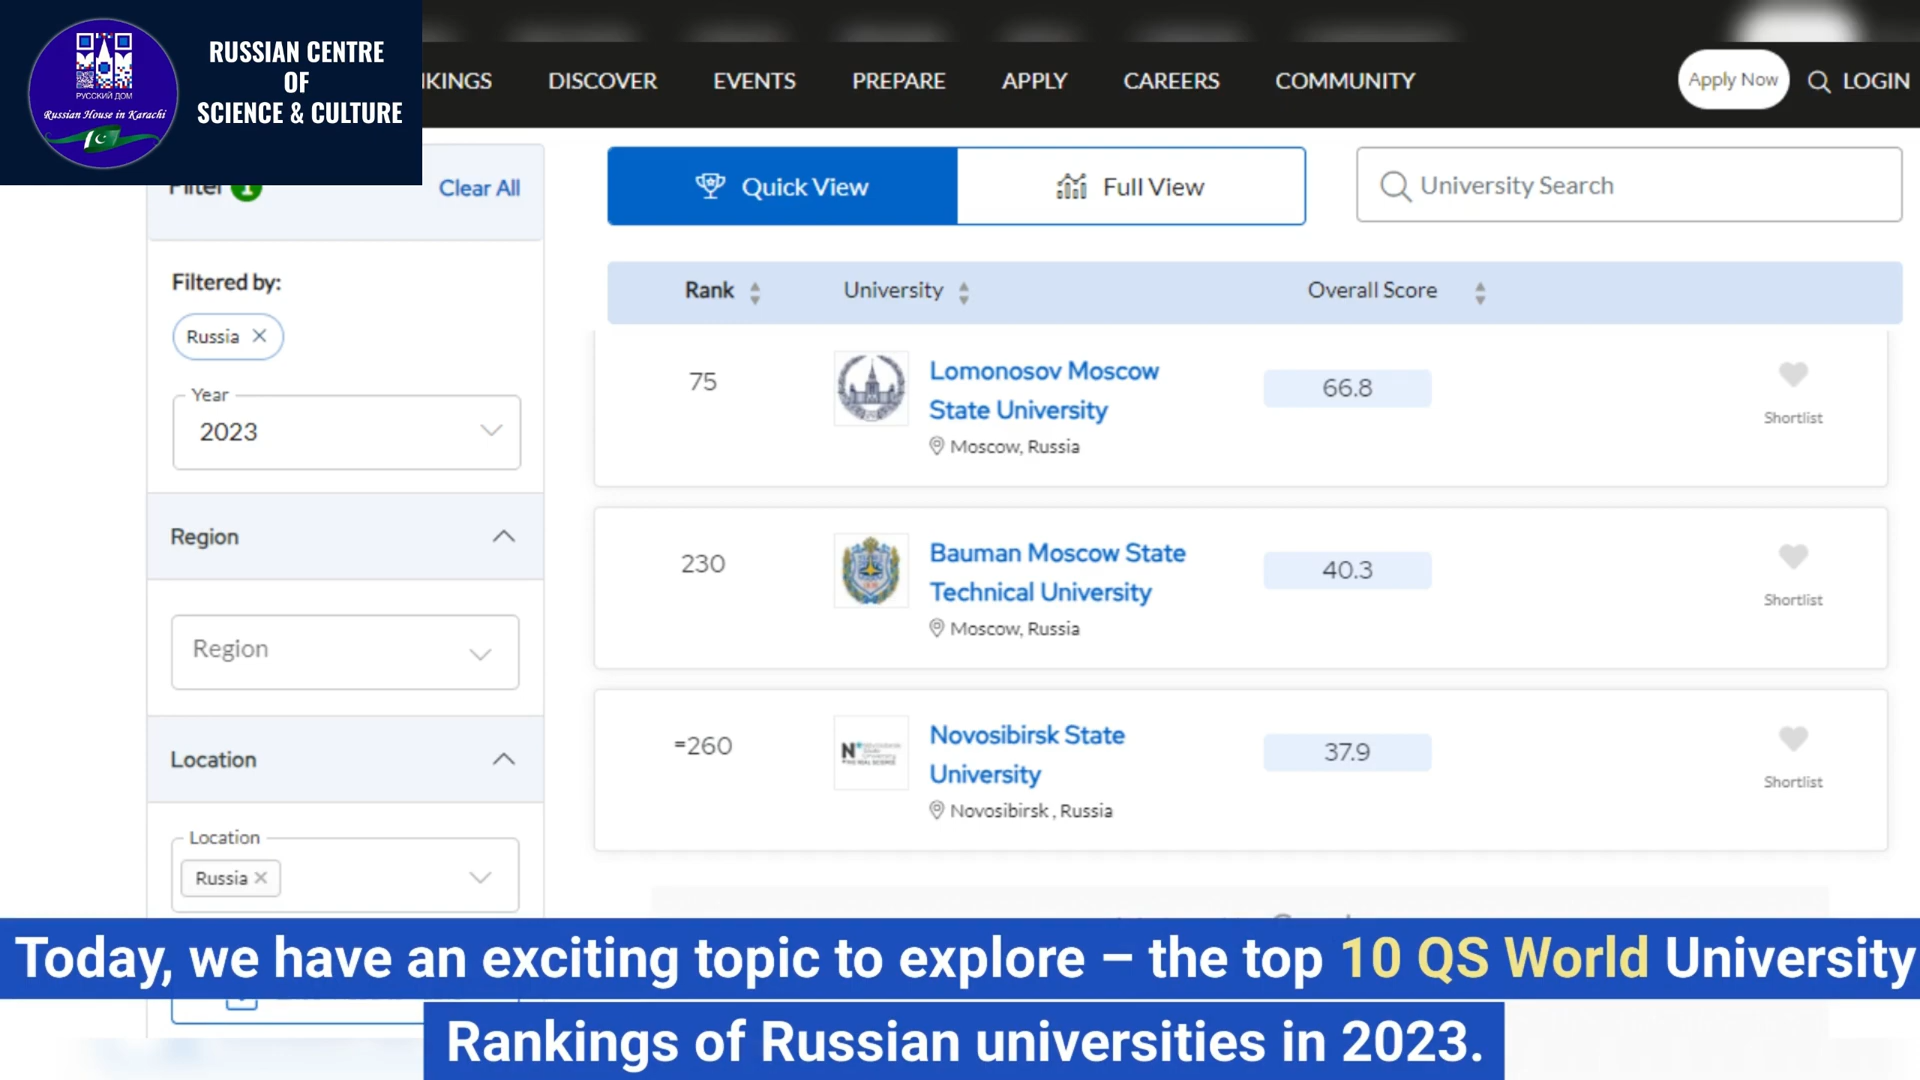 RUSSIAN CENTRE
OF
SCIENCE & CULTURE
РУССКИЙ ДОМ
Russian House in Karachi
KINGS DISCOVER EVENTS PREPARE APPLY CAREERS COMMUNITY Apply Now LOGIN
Filter 1 Clear All
Quick View Full View University Search
Filtered by:
Russia
Year
2023
Region
Region
Location
Location
Russia
Rank University Overall Score
75 Lomonosov Moscow State University 66.8
Moscow, Russia Shortlist
230 Bauman Moscow State Technical University 40.3
Moscow, Russia Shortlist
=260 Novosibirsk State University 37.9
Novosibirsk , Russia Shortlist
Today, we have an exciting topic to explore – the top 10 QS World University
Rankings of Russian universities in 2023.